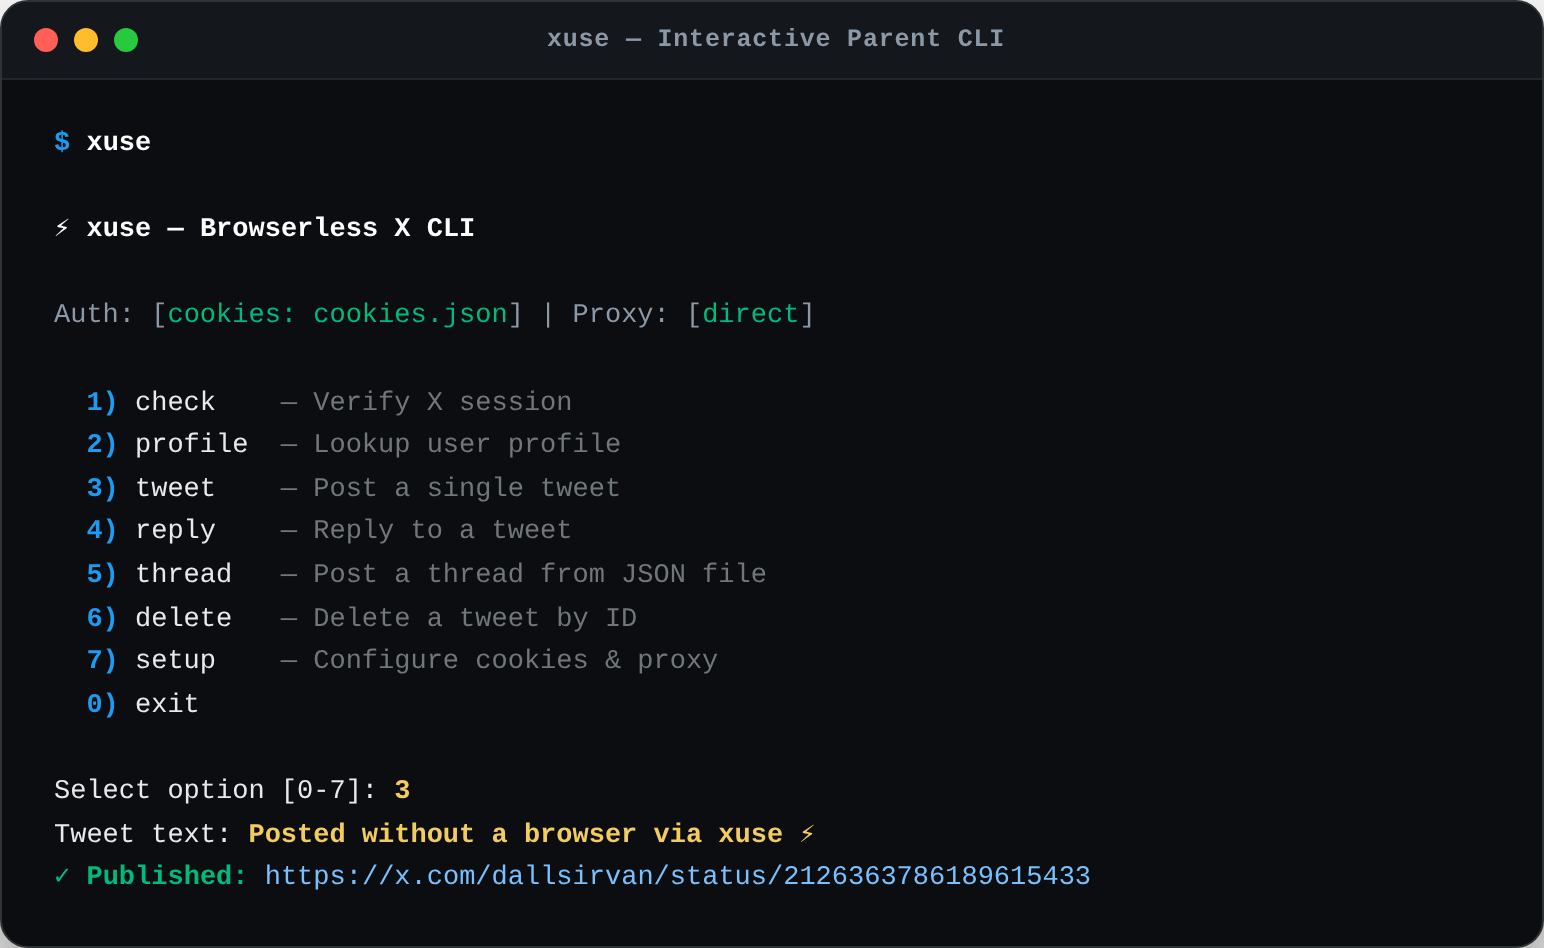 xuse — Interactive Parent CLI
$ xuse
⚡ xuse — Browserless X CLI
Auth: [cookies: cookies.json] | Proxy: [direct]
1) check — Verify X session
2) profile — Lookup user profile
3) tweet — Post a single tweet
4) reply — Reply to a tweet
5) thread — Post a thread from JSON file
6) delete — Delete a tweet by ID
7) setup — Configure cookies & proxy
0) exit
Select option [0-7]: 3
Tweet text: Posted without a browser via xuse ⚡
✓ Published: https://x.com/dallsirvan/status/2126363786189615433